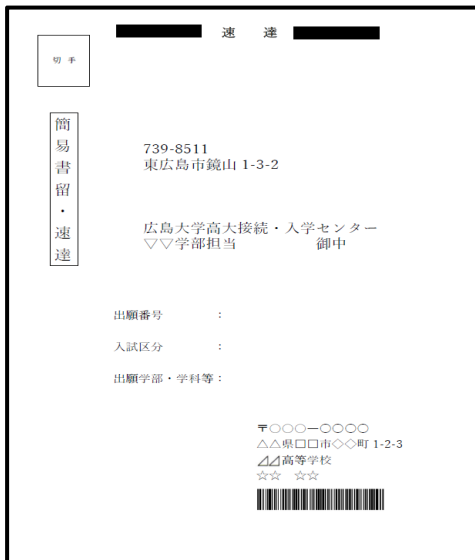 速 達
切 手
簡易書留・速達
739-8511
東広島市鏡山 1-3-2
広島大学高大接続・入学センター
▽▽学部担当 御中
出願番号 :
入試区分 :
出願学部・学科等 :
〒○○○ー○○○○
△△県□□市◇◇町 1-2-3
⊿⊿高等学校
☆☆ ☆☆